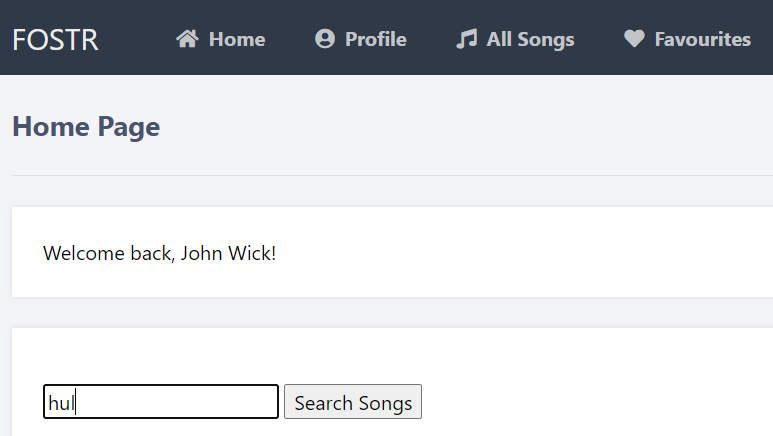 FOSTR Home Profile All Songs Favourites
Home Page
Welcome back, John Wick!
hul Search Songs